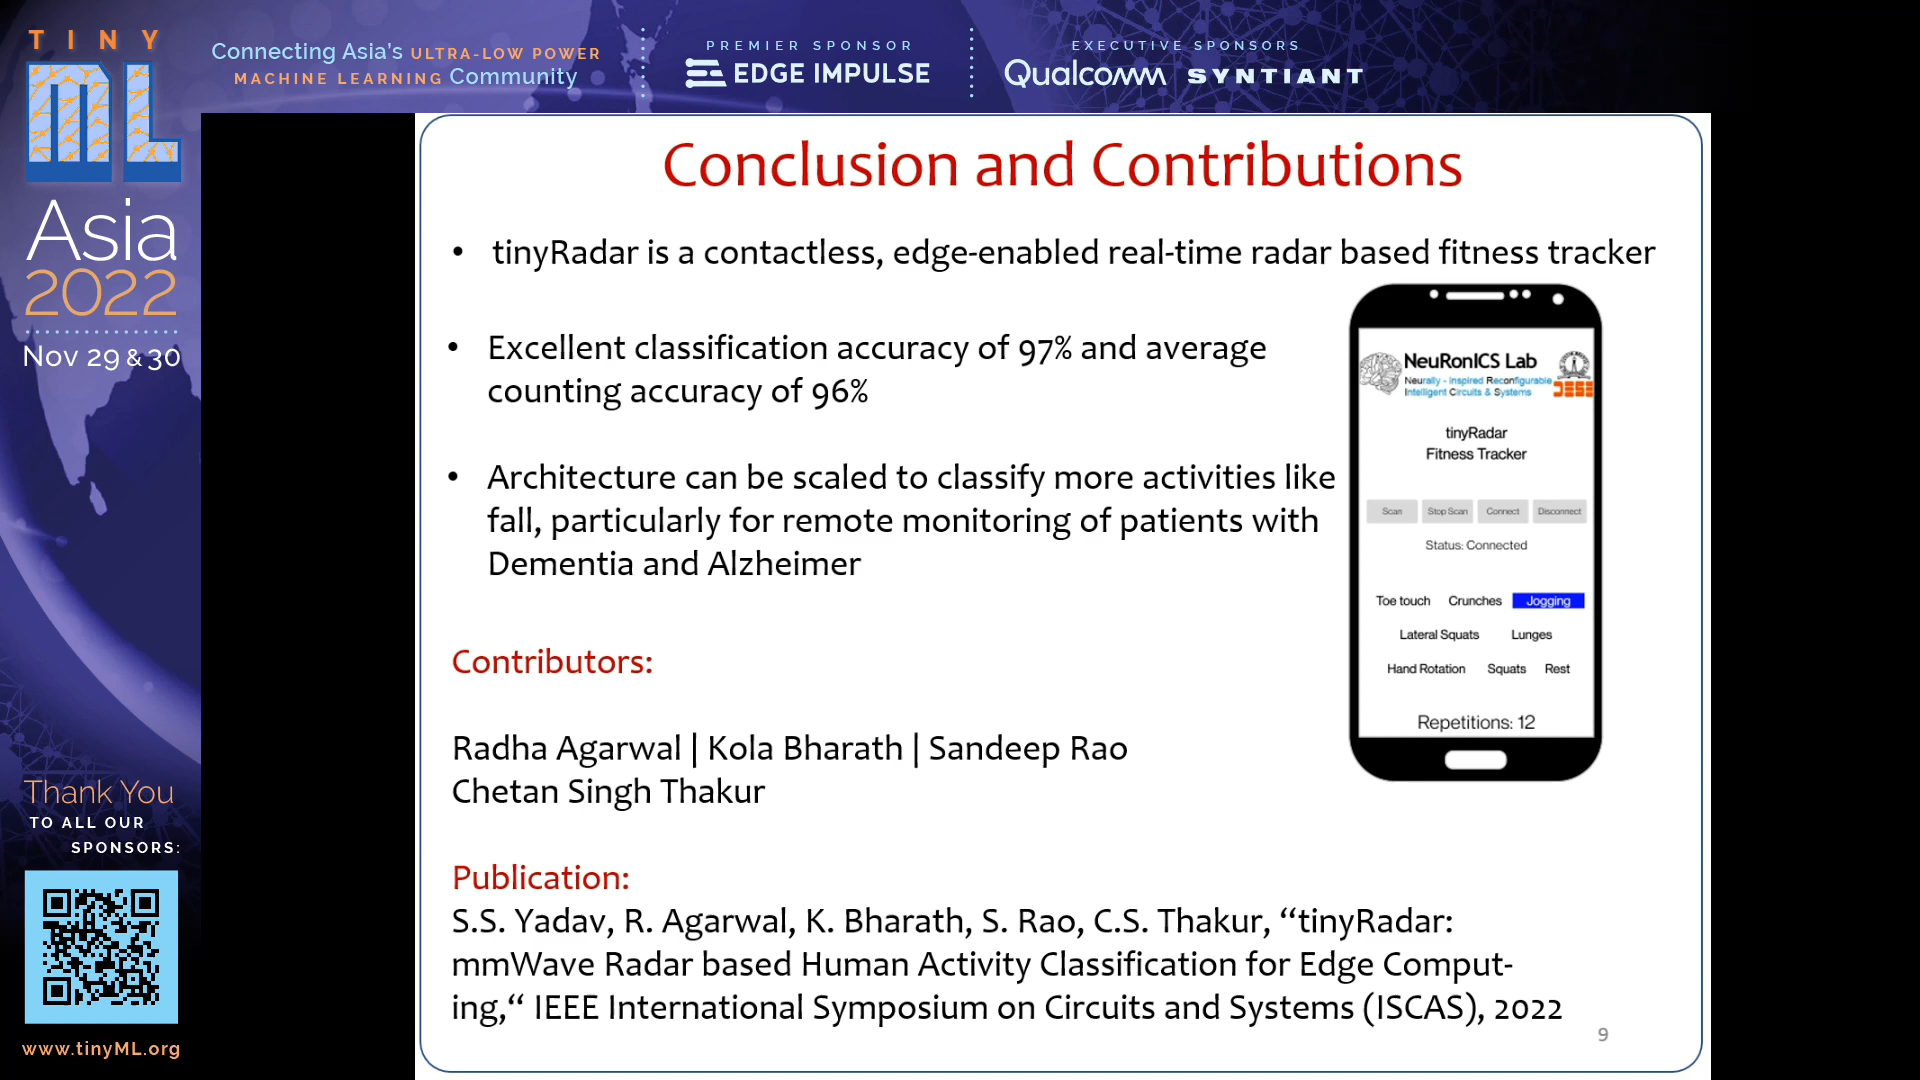 TINY
ML
Asia
2022
Nov 29 & 30
Connecting Asia's ULTRA-LOW POWER
MACHINE LEARNING Community
PREMIER SPONSOR
EDGE IMPULSE
EXECUTIVE SPONSORS
Qualcomm SYNTIANT
Conclusion and Contributions
• tinyRadar is a contactless, edge-enabled real-time radar based fitness tracker
• Excellent classification accuracy of 97% and average
counting accuracy of 96%
• Architecture can be scaled to classify more activities like
fall, particularly for remote monitoring of patients with
Dementia and Alzheimer
NeuRonICS Lab
Neurally - inspired Reconfigurable
Intelligent Circuits & Systems
DESE
tinyRadar
Fitness Tracker
Scan Stop Scan Connect Disconnect
Status: Connected
Toe touch Crunches Jogging
Lateral Squats Lunges
Hand Rotation Squats Rest
Repetitions: 12
Contributors:
Radha Agarwal | Kola Bharath | Sandeep Rao
Chetan Singh Thakur
Publication:
S.S. Yadav, R. Agarwal, K. Bharath, S. Rao, C.S. Thakur, “tinyRadar:
mmWave Radar based Human Activity Classification for Edge Comput-
ing,“ IEEE International Symposium on Circuits and Systems (ISCAS), 2022
9
Thank You
TO ALL OUR
SPONSORS:
www.tinyML.org